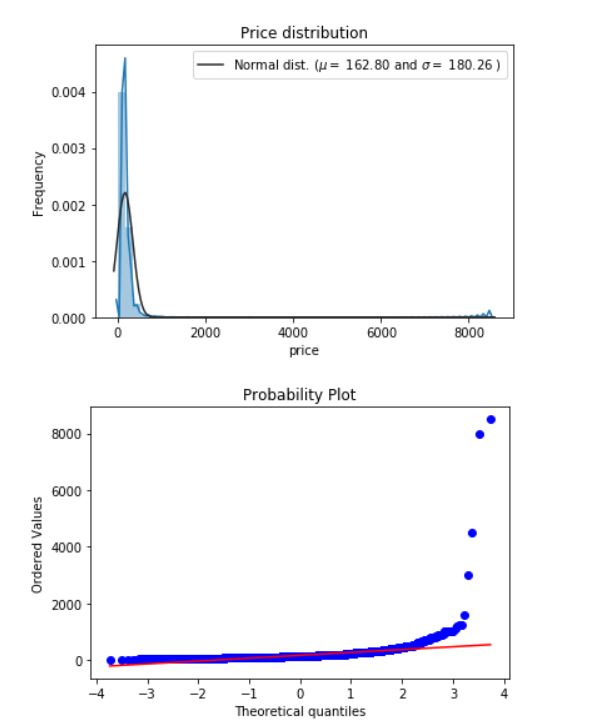 Price distribution
Normal dist. (μ = 162.80 and σ = 180.26 )
0.004
0.003
0.002
0.001
0.000
Frequency
0 2000 4000 6000 8000
price
Probability Plot
8000
6000
4000
2000
0
Ordered Values
−4 −3 −2 −1 0 1 2 3 4
Theoretical quantiles